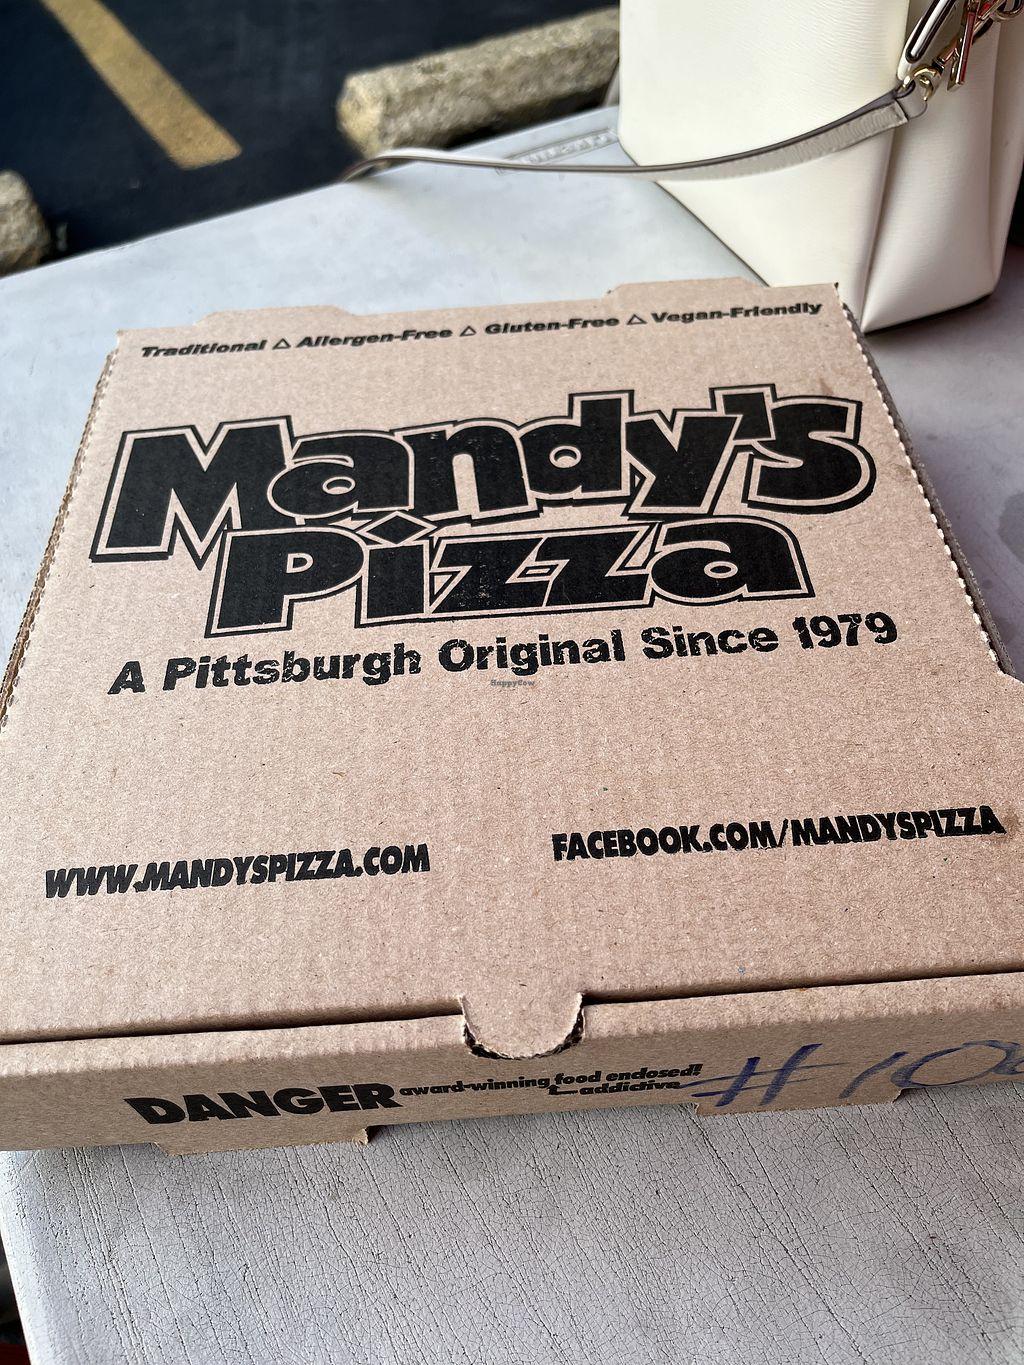 Traditional △ Allergen-Free △ Gluten-Free △ Vegan-Friendly
Mandy's
Pizza
A Pittsburgh Original Since 1979
HappyCow
WWW.MANDYSPIZZA.COM
FACEBOOK.COM/MANDYSPIZZA
DANGER award-winning food enclosed!
addictive